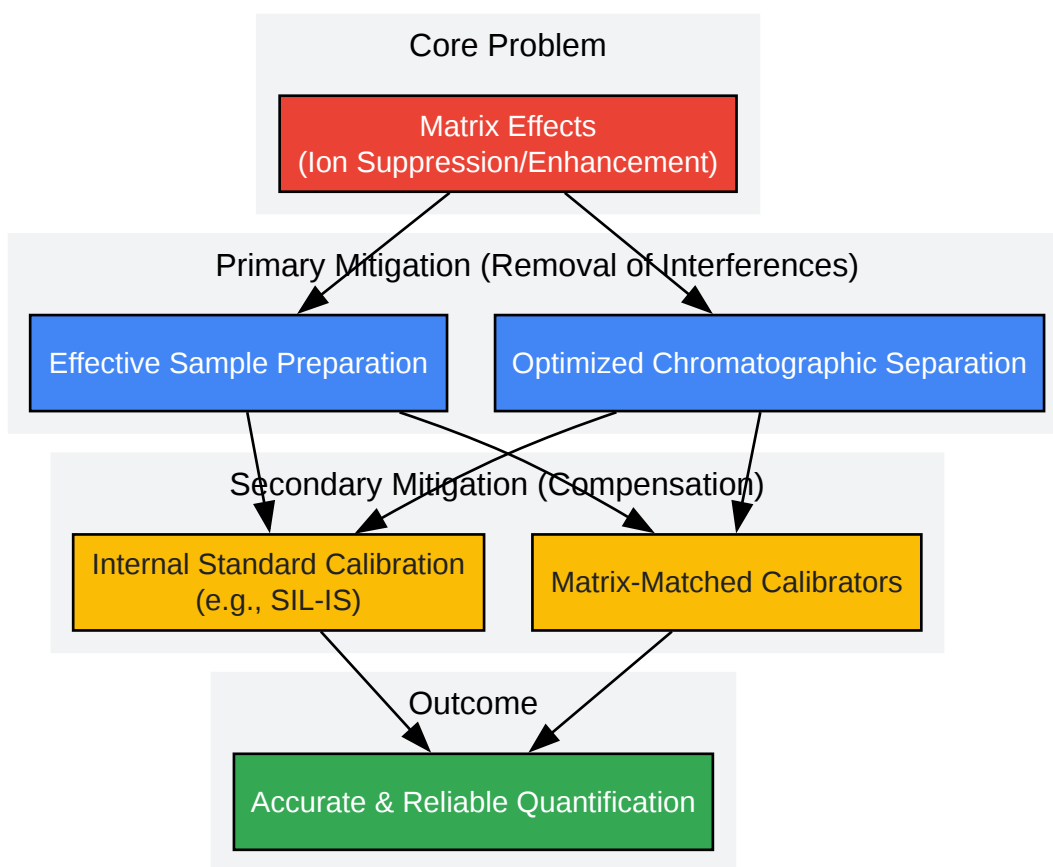 Core Problem
Matrix Effects
(Ion Suppression/Enhancement)
Primary Mitigation (Removal of Interferences)
Effective Sample Preparation
Optimized Chromatographic Separation
Secondary Mitigation (Compensation)
Internal Standard Calibration
(e.g., SIL-IS)
Matrix-Matched Calibrators
Outcome
Accurate & Reliable Quantification